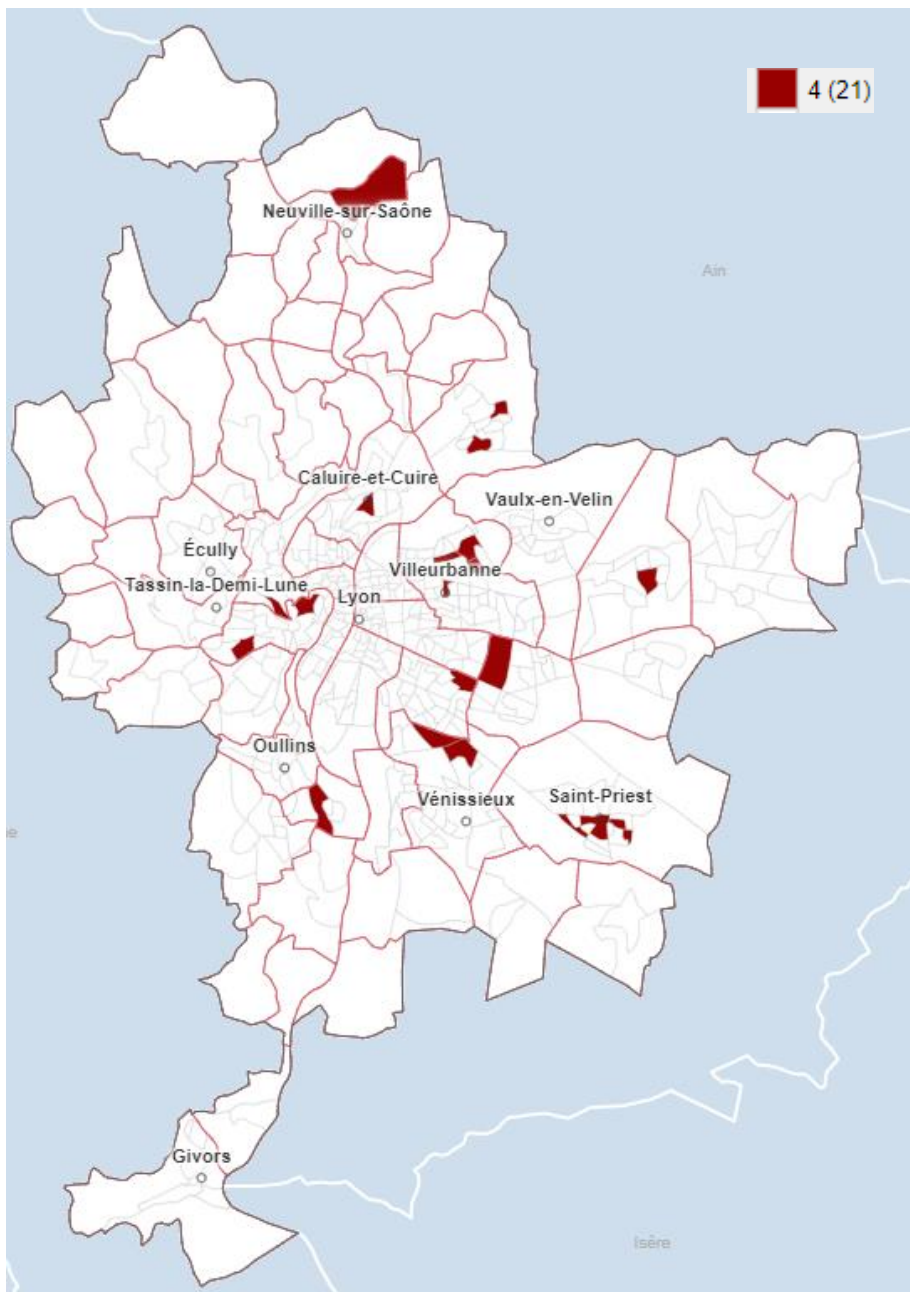 4 (21)
Neuville-sur-Saône
Ain
Caluire-et-Cuire
Vaulx-en-Velin
Écully
Villeurbanne
Tassin-la-Demi-Lune
Lyon
Oullins
Vénissieux
Saint-Priest
Givors
Isère